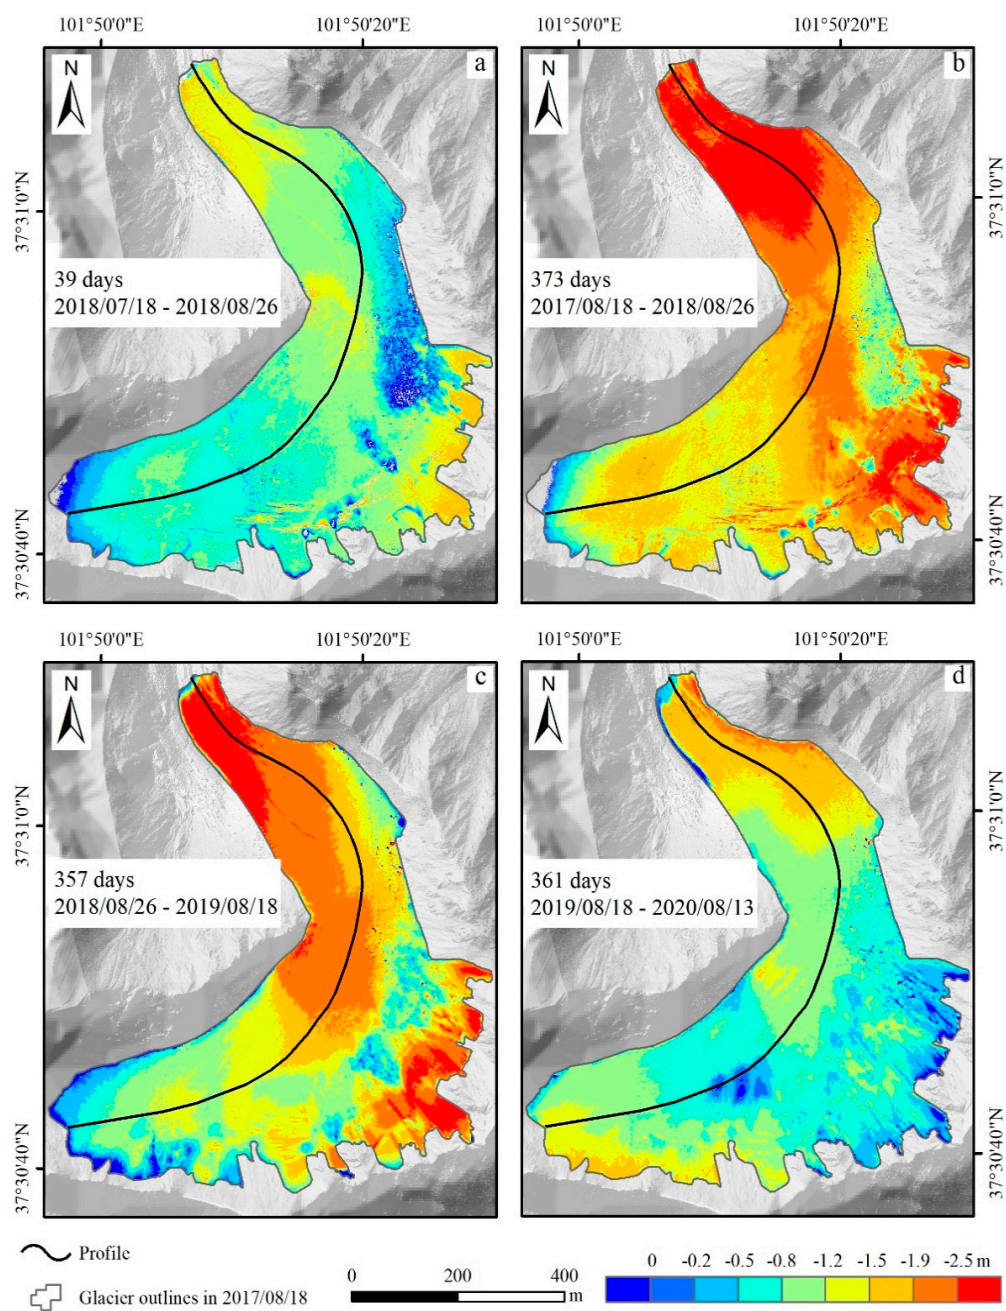 101°50'0"E 101°50'20"E 101°50'0"E 101°50'20"E
a
b
N
N
37°31'0"N
37°31'0"N
39 days
2018/07/18 - 2018/08/26
373 days
2017/08/18 - 2018/08/26
37°30'40"N
37°30'40"N
101°50'0"E 101°50'20"E 101°50'0"E 101°50'20"E
c
d
N
N
37°31'0"N
37°31'0"N
357 days
2018/08/26 - 2019/08/18
361 days
2019/08/18 - 2020/08/13
37°30'40"N
37°30'40"N
Profile
Glacier outlines in 2017/08/18
0 200 400
m
0 -0.2 -0.5 -0.8 -1.2 -1.5 -1.9 -2.5 m